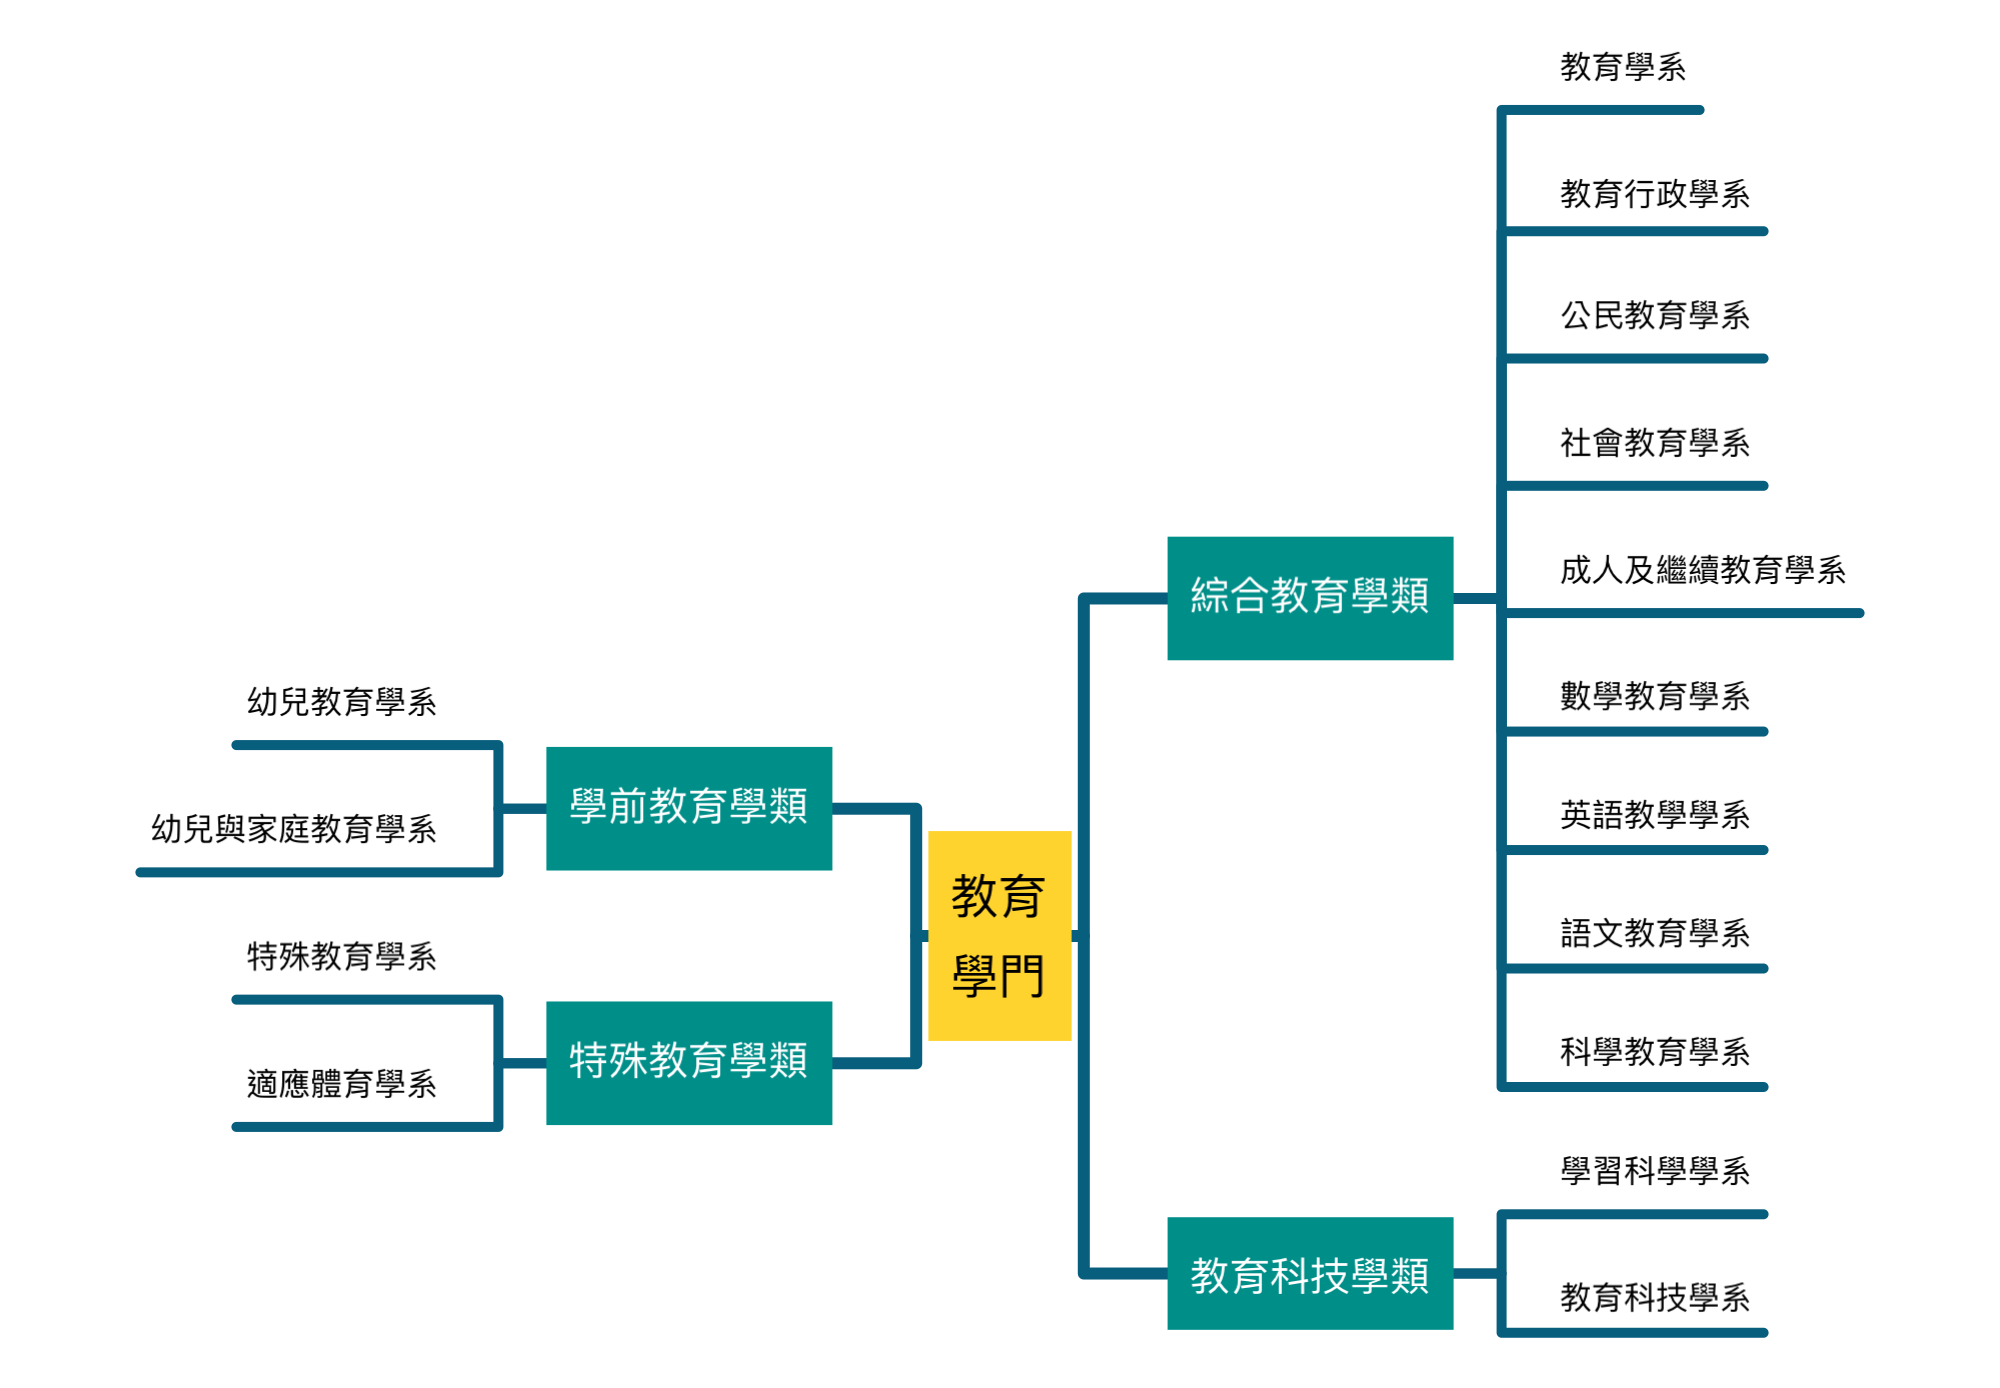 教育
學門
綜合教育學類
教育學系
教育行政學系
公民教育學系
社會教育學系
成人及繼續教育學系
數學教育學系
英語教學學系
語文教育學系
科學教育學系
教育科技學類
學習科學學系
教育科技學系
學前教育學類
幼兒教育學系
幼兒與家庭教育學系
特殊教育學類
特殊教育學系
適應體育學系